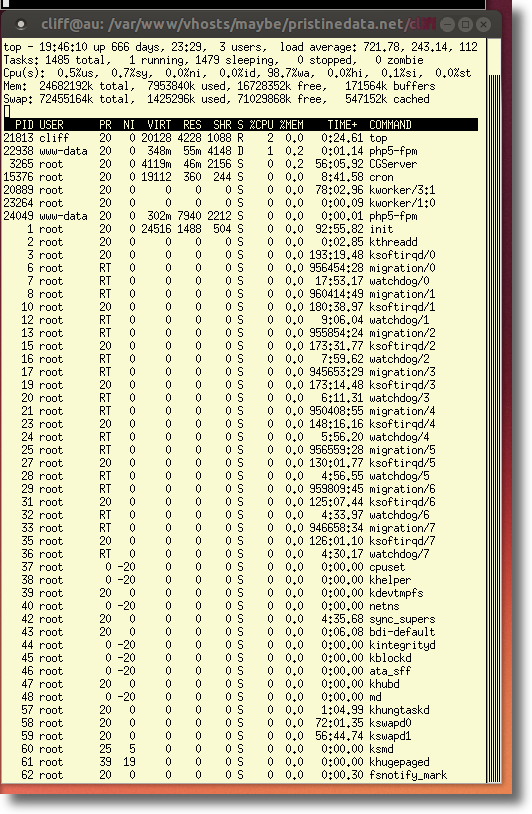 cliff@au: /var/www/vhosts/maybe/pristinedata.net/cliff
top - 19:46:10 up 666 days, 23:29, 3 users, load average: 721.78, 243.14, 112
Tasks: 1485 total, 1 running, 1479 sleeping, 0 stopped, 0 zombie
Cpu(s): 0.5%us, 0.7%sy, 0.0%ni, 0.0%id, 98.7%wa, 0.0%hi, 0.1%si, 0.0%st
Mem: 24682192k total, 7953840k used, 16728352k free, 171564k buffers
Swap: 72455164k total, 1425296k used, 71029868k free, 547152k cached
PID USER PR NI VIRT RES SHR S %CPU %MEM TIME+ COMMAND
21813 cliff 20 0 20128 4228 1088 R 2 0.0 0:24.61 top
22938 www-data 20 0 348m 55m 4148 D 1 0.2 0:01.14 php5-fpm
3265 root 20 0 4119m 46m 2156 S 0 0.2 56:05.92 CGServer
15376 root 20 0 19112 360 244 S 0 0.0 8:41.58 cron
20889 root 20 0 0 0 0 S 0 0.0 78:02.96 kworker/3:1
23264 root 20 0 0 0 0 S 0 0.0 0:00.09 kworker/1:0
24049 www-data 20 0 302m 7940 2212 S 0 0.0 0:00.01 php5-fpm
1 root 20 0 24516 1488 504 S 0 0.0 92:55.82 init
2 root 20 0 0 0 0 S 0 0.0 0:02.85 kthreadd
3 root 20 0 0 0 0 S 0 0.0 193:19.48 ksoftirqd/0
6 root RT 0 0 0 0 S 0 0.0 956454:28 migration/0
7 root RT 0 0 0 0 S 0 0.0 17:53.17 watchdog/0
8 root RT 0 0 0 0 S 0 0.0 960414:49 migration/1
10 root 20 0 0 0 0 S 0 0.0 180:38.97 ksoftirqd/1
12 root RT 0 0 0 0 S 0 0.0 9:06.04 watchdog/1
13 root RT 0 0 0 0 S 0 0.0 955854:24 migration/2
15 root 20 0 0 0 0 S 0 0.0 173:31.77 ksoftirqd/2
16 root RT 0 0 0 0 S 0 0.0 7:59.62 watchdog/2
17 root RT 0 0 0 0 S 0 0.0 945653:29 migration/3
19 root 20 0 0 0 0 S 0 0.0 173:14.48 ksoftirqd/3
20 root RT 0 0 0 0 S 0 0.0 6:11.31 watchdog/3
21 root RT 0 0 0 0 S 0 0.0 950408:55 migration/4
23 root 20 0 0 0 0 S 0 0.0 148:16.16 ksoftirqd/4
24 root RT 0 0 0 0 S 0 0.0 5:56.20 watchdog/4
25 root RT 0 0 0 0 S 0 0.0 956559:28 migration/5
27 root 20 0 0 0 0 S 0 0.0 130:01.77 ksoftirqd/5
28 root RT 0 0 0 0 S 0 0.0 4:56.55 watchdog/5
29 root RT 0 0 0 0 S 0 0.0 959809:45 migration/6
31 root 20 0 0 0 0 S 0 0.0 125:07.44 ksoftirqd/6
32 root RT 0 0 0 0 S 0 0.0 4:33.97 watchdog/6
33 root RT 0 0 0 0 S 0 0.0 946658:34 migration/7
35 root 20 0 0 0 0 S 0 0.0 126:01.10 ksoftirqd/7
36 root RT 0 0 0 0 S 0 0.0 4:30.17 watchdog/7
37 root 0 -20 0 0 0 S 0 0.0 0:00.00 cpuset
38 root 0 -20 0 0 0 S 0 0.0 0:00.00 khelper
39 root 20 0 0 0 0 S 0 0.0 0:00.00 kdevtmpfs
40 root 0 -20 0 0 0 S 0 0.0 0:00.00 netns
42 root 20 0 0 0 0 S 0 0.0 4:35.68 sync_supers
43 root 20 0 0 0 0 S 0 0.0 0:06.08 bdi-default
44 root 0 -20 0 0 0 S 0 0.0 0:00.00 kintegrityd
45 root 0 -20 0 0 0 S 0 0.0 0:00.00 kblockd
46 root 0 -20 0 0 0 S 0 0.0 0:00.00 ata_sff
47 root 20 0 0 0 0 S 0 0.0 0:00.00 khubd
48 root 0 -20 0 0 0 S 0 0.0 0:00.00 md
57 root 20 0 0 0 0 S 0 0.0 1:04.99 khungtaskd
58 root 20 0 0 0 0 S 0 0.0 72:01.35 kswapd0
59 root 20 0 0 0 0 S 0 0.0 56:44.74 kswapd1
60 root 25 5 0 0 0 S 0 0.0 0:00.00 ksmd
61 root 39 19 0 0 0 S 0 0.0 0:00.00 khugepaged
62 root 20 0 0 0 0 S 0 0.0 0:00.30 fsnotify_mark